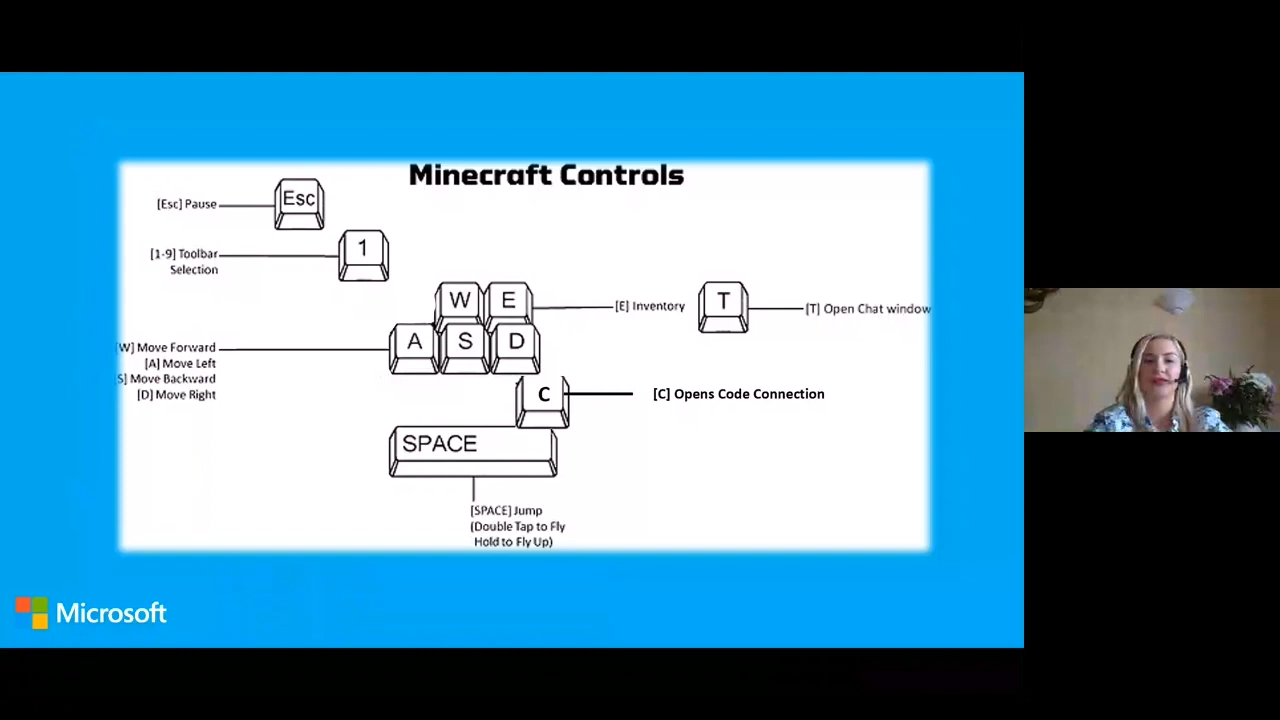 Minecraft Controls
[Esc] Pause
Esc
[1-9] Toolbar
Selection
1
W
E
[E] Inventory
T
[T] Open Chat window
A
S
D
[W] Move Forward
[A] Move Left
S] Move Backward
[D] Move Right
C
[C] Opens Code Connection
SPACE
[SPACE] Jump
(Double Tap to Fly
Hold to Fly Up)
Microsoft